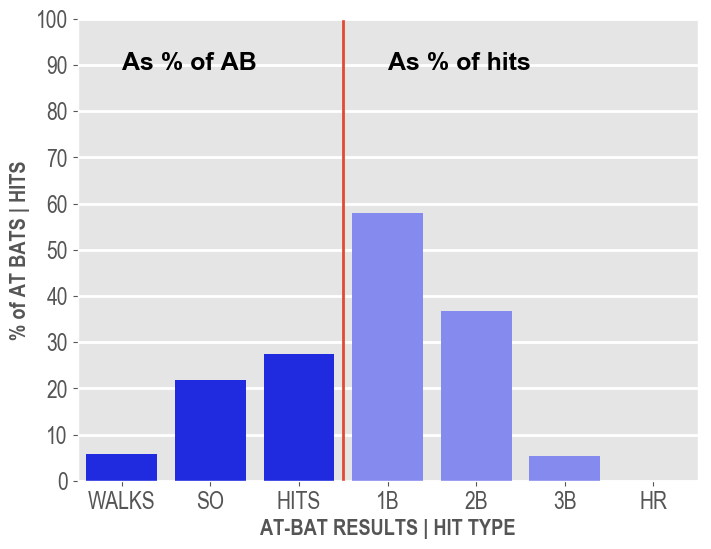 100
90
80
70
60
50
40
30
20
10
0
% of AT BATS | HITS
As % of AB
As % of hits
WALKS SO HITS 1B 2B 3B HR
AT-BAT RESULTS | HIT TYPE